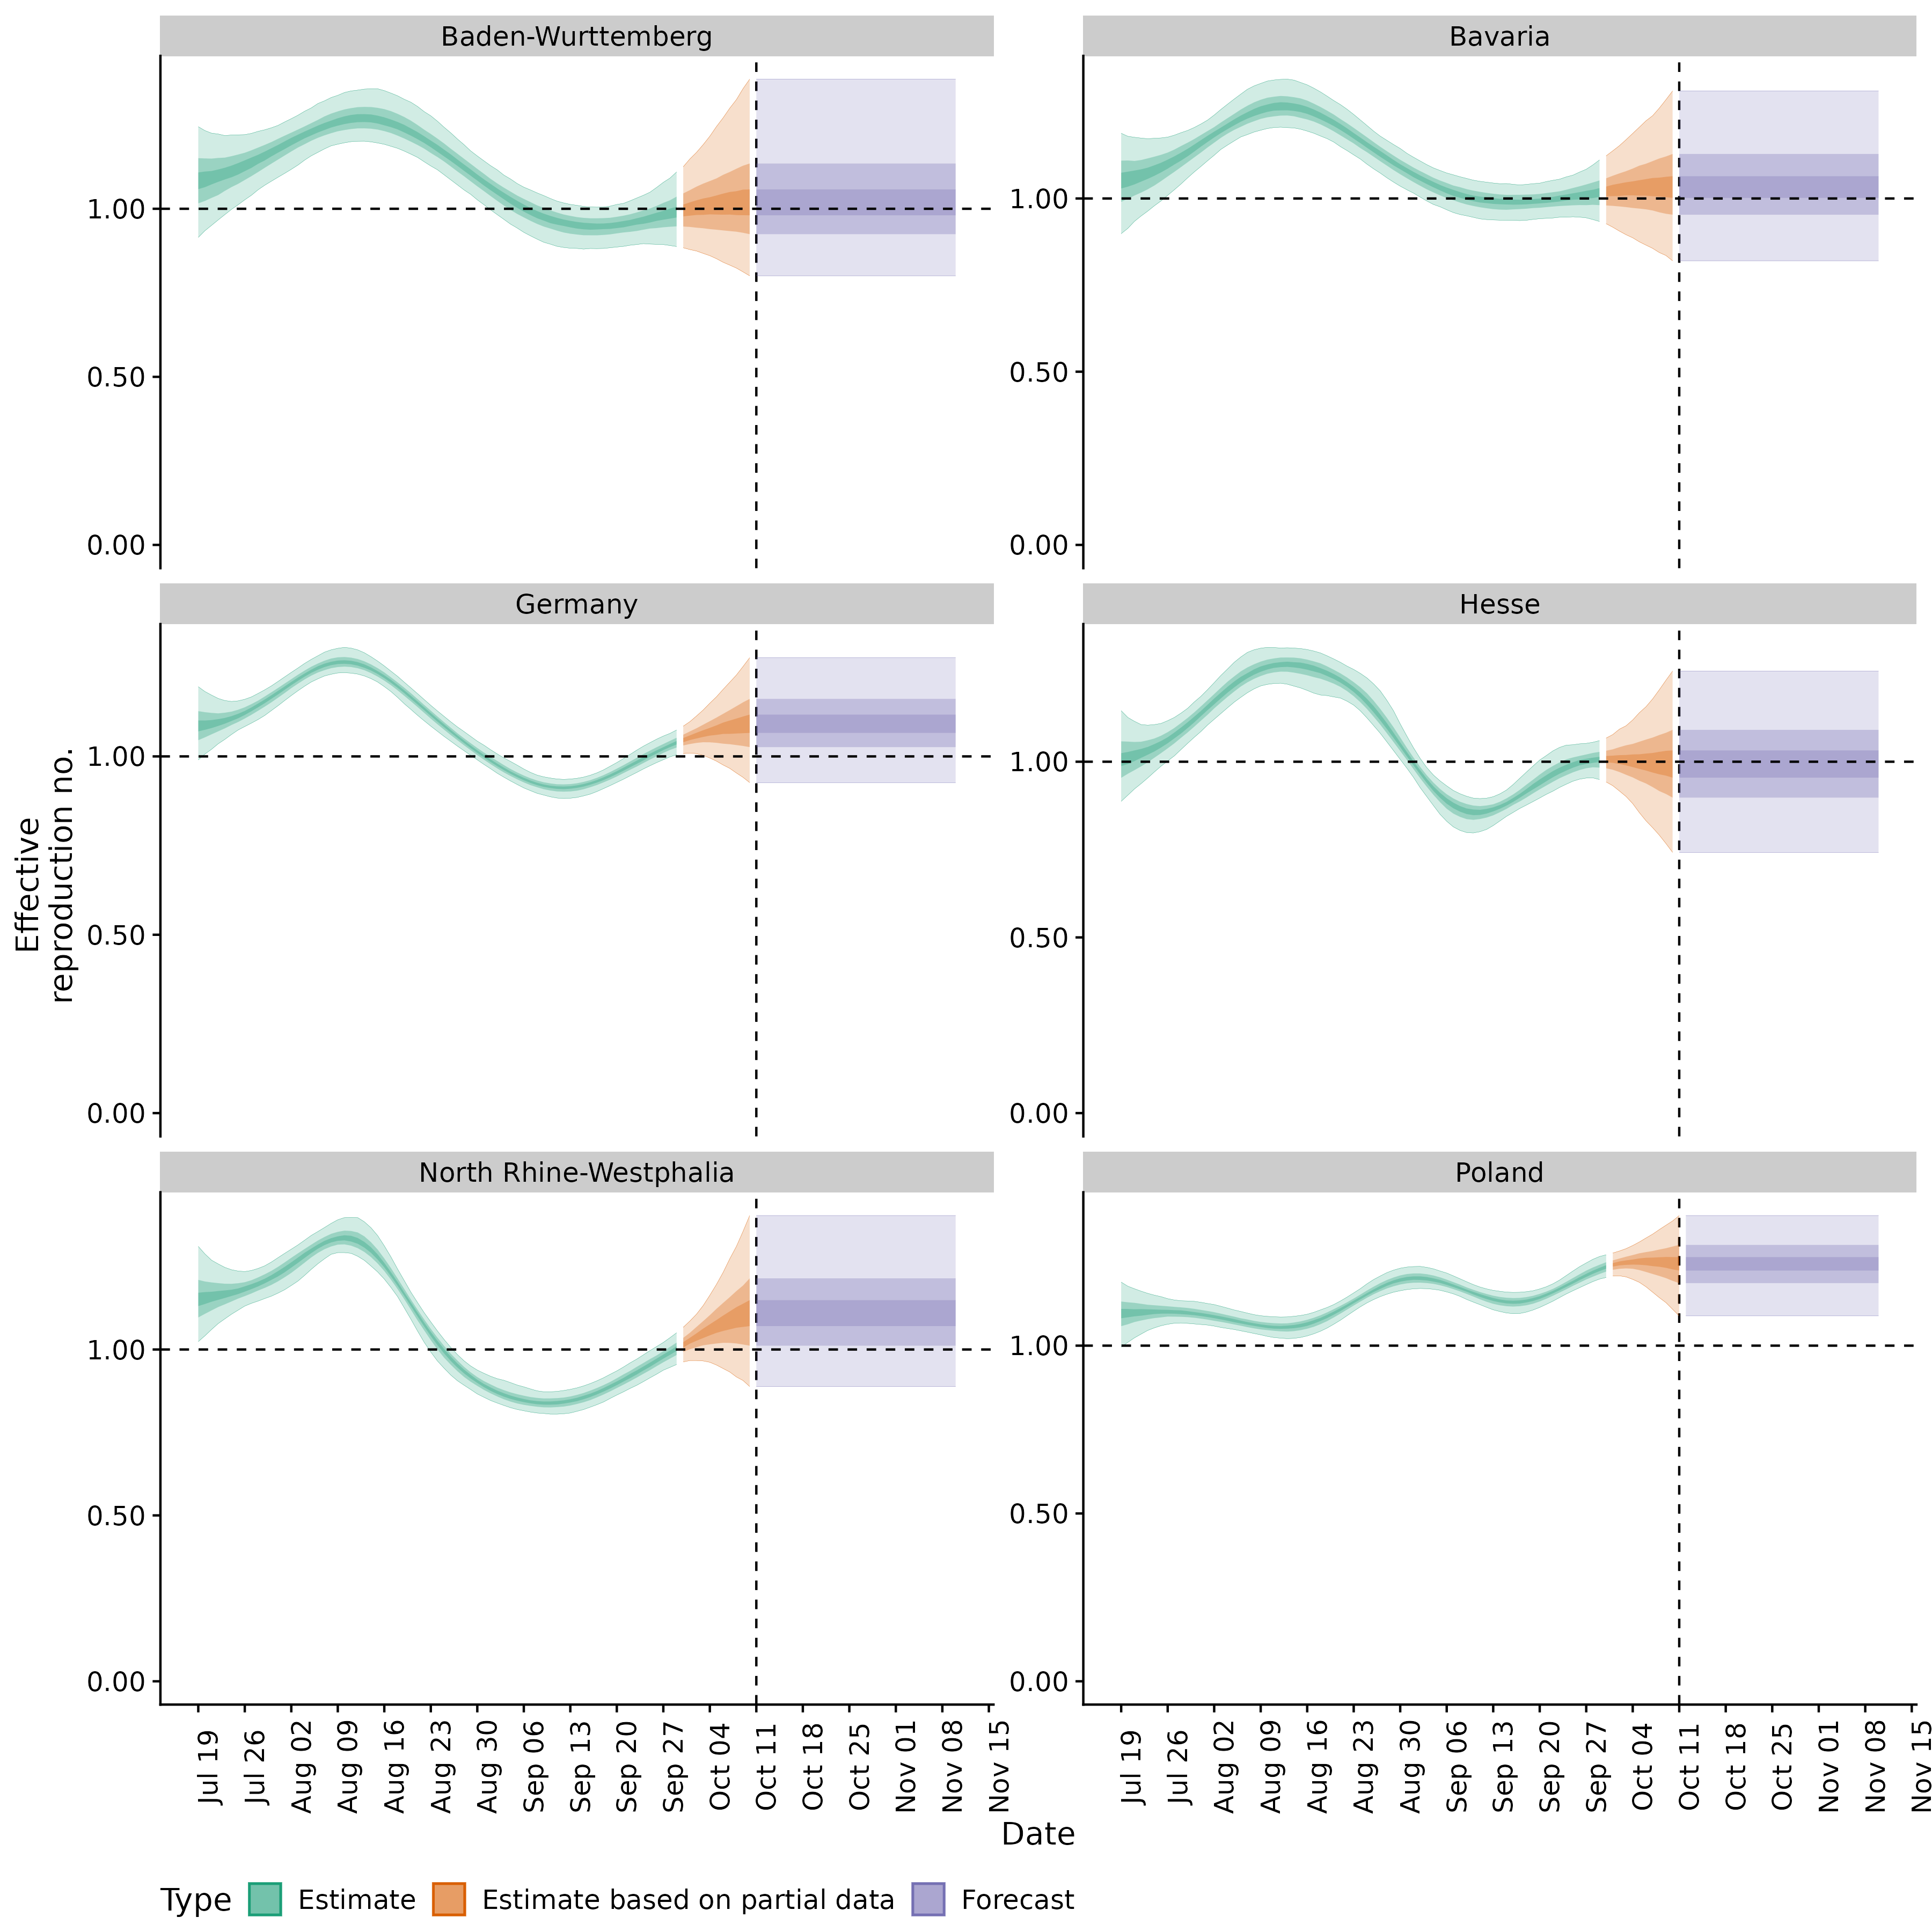 Baden-Wurttemberg
Bavaria
1.00
0.50
0.00
1.00
0.50
0.00
Germany
Hesse
1.00
0.50
0.00
1.00
0.50
0.00
Effective
reproduction no.
North Rhine-Westphalia
Poland
1.00
0.50
0.00
1.00
0.50
0.00
Jul 19
Jul 26
Aug 02
Aug 09
Aug 16
Aug 23
Aug 30
Sep 06
Sep 13
Sep 20
Sep 27
Oct 04
Oct 11
Oct 18
Oct 25
Nov 01
Nov 08
Nov 15
Jul 19
Jul 26
Aug 02
Aug 09
Aug 16
Aug 23
Aug 30
Sep 06
Sep 13
Sep 20
Sep 27
Oct 04
Oct 11
Oct 18
Oct 25
Nov 01
Nov 08
Nov 15
Date
Type Estimate Estimate based on partial data Forecast